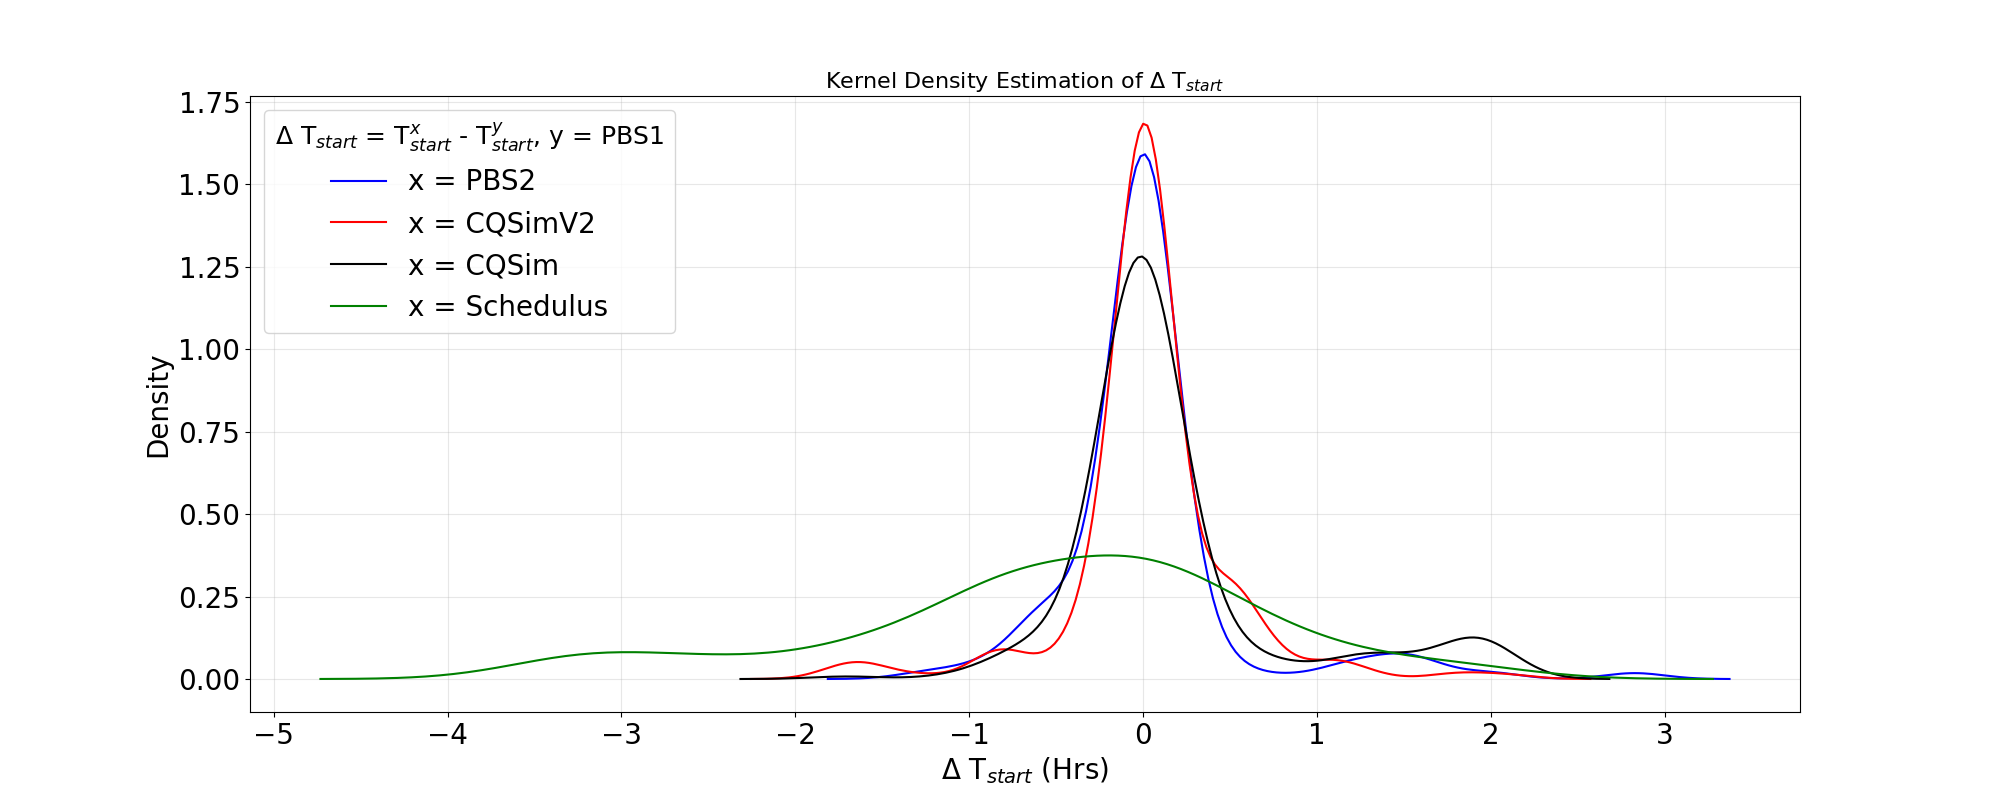 Kernel Density Estimation of Δ T_start
Δ T_start = T^x_start - T^y_start, y = PBS1
x = PBS2
x = CQSimV2
x = CQSim
x = Schedulus
Density
1.75
1.50
1.25
1.00
0.75
0.50
0.25
0.00
−5 −4 −3 −2 −1 0 1 2 3
Δ T_start (Hrs)